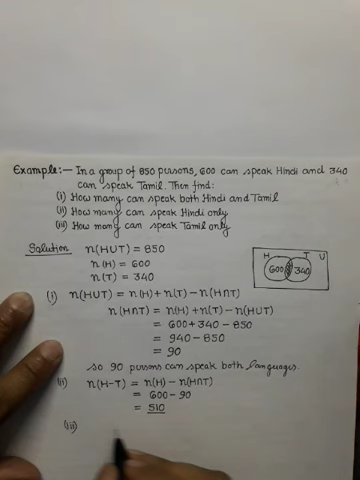 Example:— In a group of 850 persons, 600 can speak Hindi and 340
can speak Tamil. Then find:
(i) How many can speak both Hindi and Tamil
(ii) How many can speak Hindi only
(iii) How many can speak Tamil only
Solution n(HUT) = 850
n(H) = 600
n(T) = 340
H T U
600 340
(i) n(HUT) = n(H) + n(T) - n(H∩T)
n(H∩T) = n(H) + n(T) - n(HUT)
= 600 + 340 - 850
= 940 - 850
= 90
so 90 persons can speak both languages.
(ii) n(H-T) = n(H) - n(H∩T)
= 600 - 90
= 510
(iii)